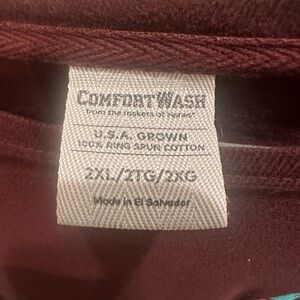 COMFORTWASH
from the makers of Hanes®
U.S.A. GROWN
100% RING SPUN COTTON
2XL/2TG/2XG
Made in El Salvador